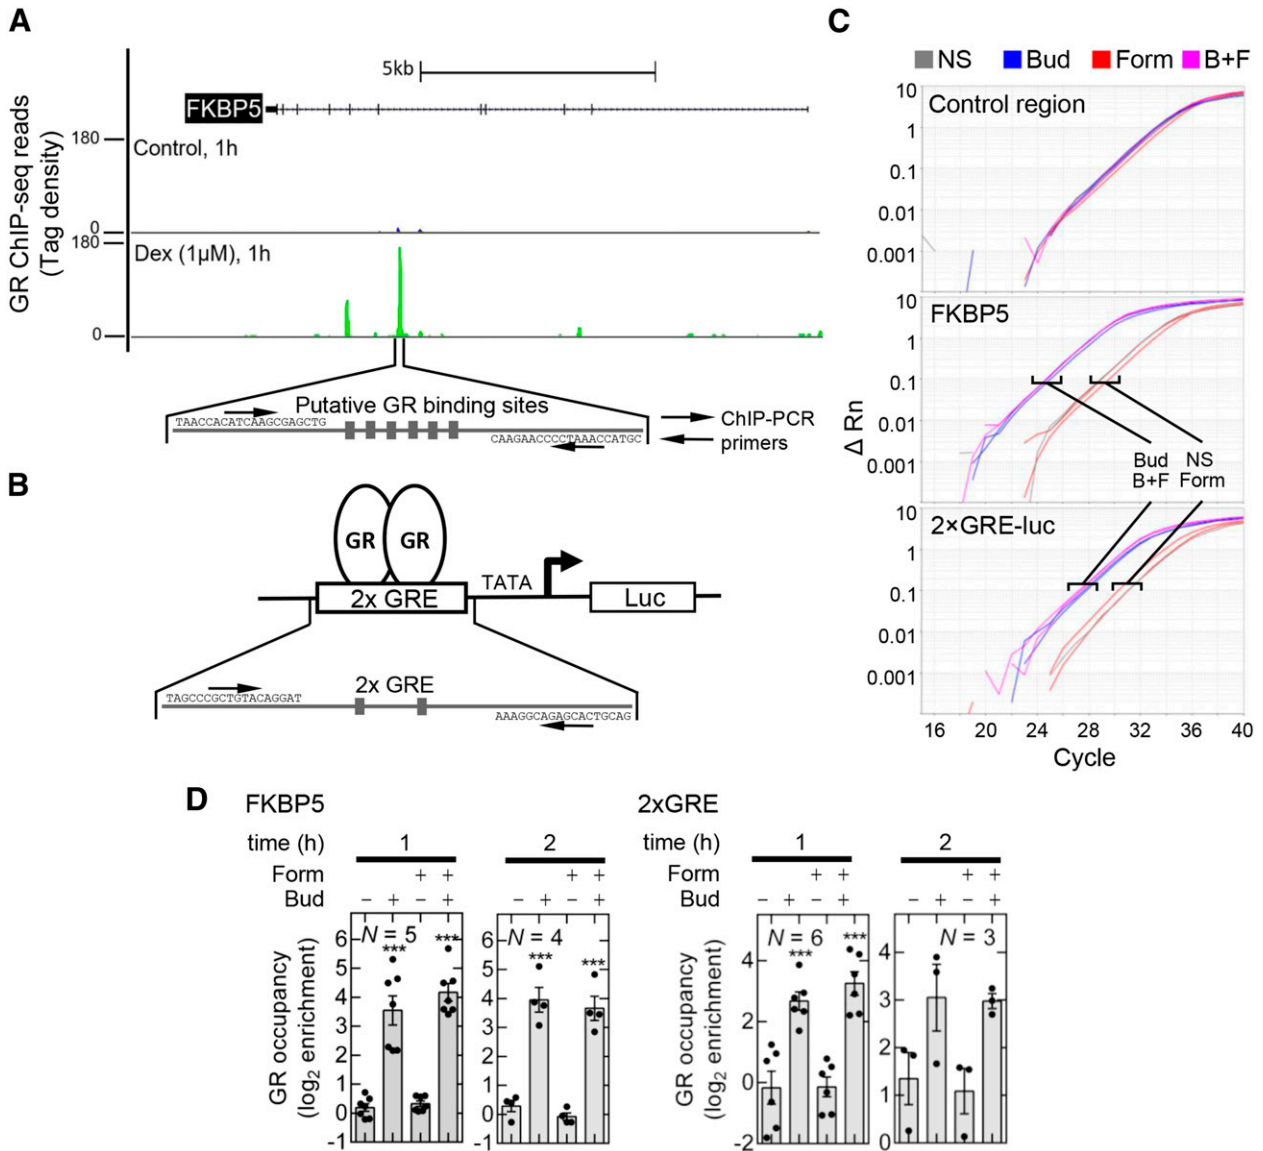 A
5kb
FKBP5
GR ChIP-seq reads
(Tag density)
180
Control, 1h
0
180
Dex (1µM), 1h
0
Putative GR binding sites
TAACCACATCAAGCGAGCTG
CAAGAACCCCTAAACCATGC
ChIP-PCR
primers
B
GR GR
2x GRE
TATA
Luc
2x GRE
TAGCCCGCTGTACAGGAT
AAAGGCAGAGCACTGCAG
C
NS Bud Form B+F
Control region
10
1
0.1
0.01
0.001
FKBP5
10
1
0.1
0.01
0.001
Δ Rn
Bud NS
B+F Form
2×GRE-luc
10
1
0.1
0.01
0.001
16 20 24 28 32 36 40
Cycle
D
FKBP5
time (h) 1 2
Form + + + +
Bud − + − + − + − +
GR occupancy
(log2 enrichment)
N = 5
*** ***
6
5
4
3
2
1
0
-1
N = 4
*** ***
6
5
4
3
2
1
0
-1
2xGRE
time (h) 1 2
Form + + + +
Bud − + − + − + − +
GR occupancy
(log2 enrichment)
N = 6
*** ***
4
2
0
-2
N = 3
4
3
2
1
0